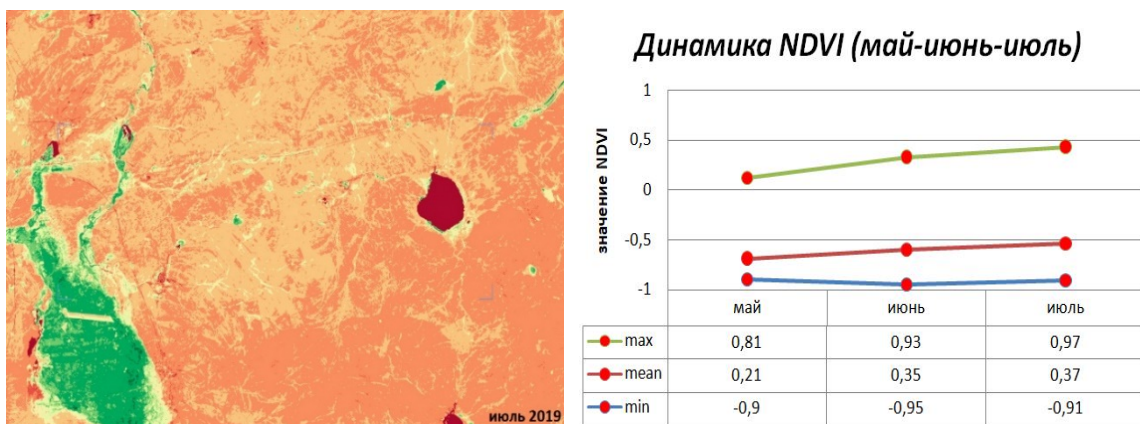 июль 2019
Динамика NDVI (май-июнь-июль)
значение NDVI
1
0,5
0
-0,5
-1
май июнь июль
max 0,81 0,93 0,97
mean 0,21 0,35 0,37
min -0,9 -0,95 -0,91